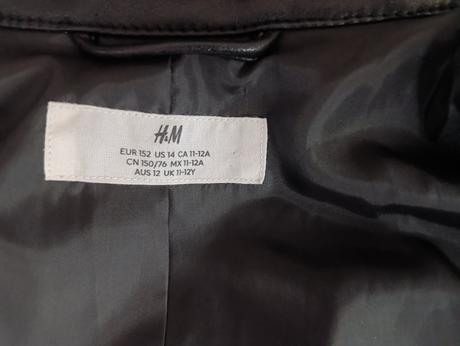 H&M
EUR 152 US 14 CA 11-12A
CN 150/76 MX 11-12A
AUS 12 UK 11-12Y